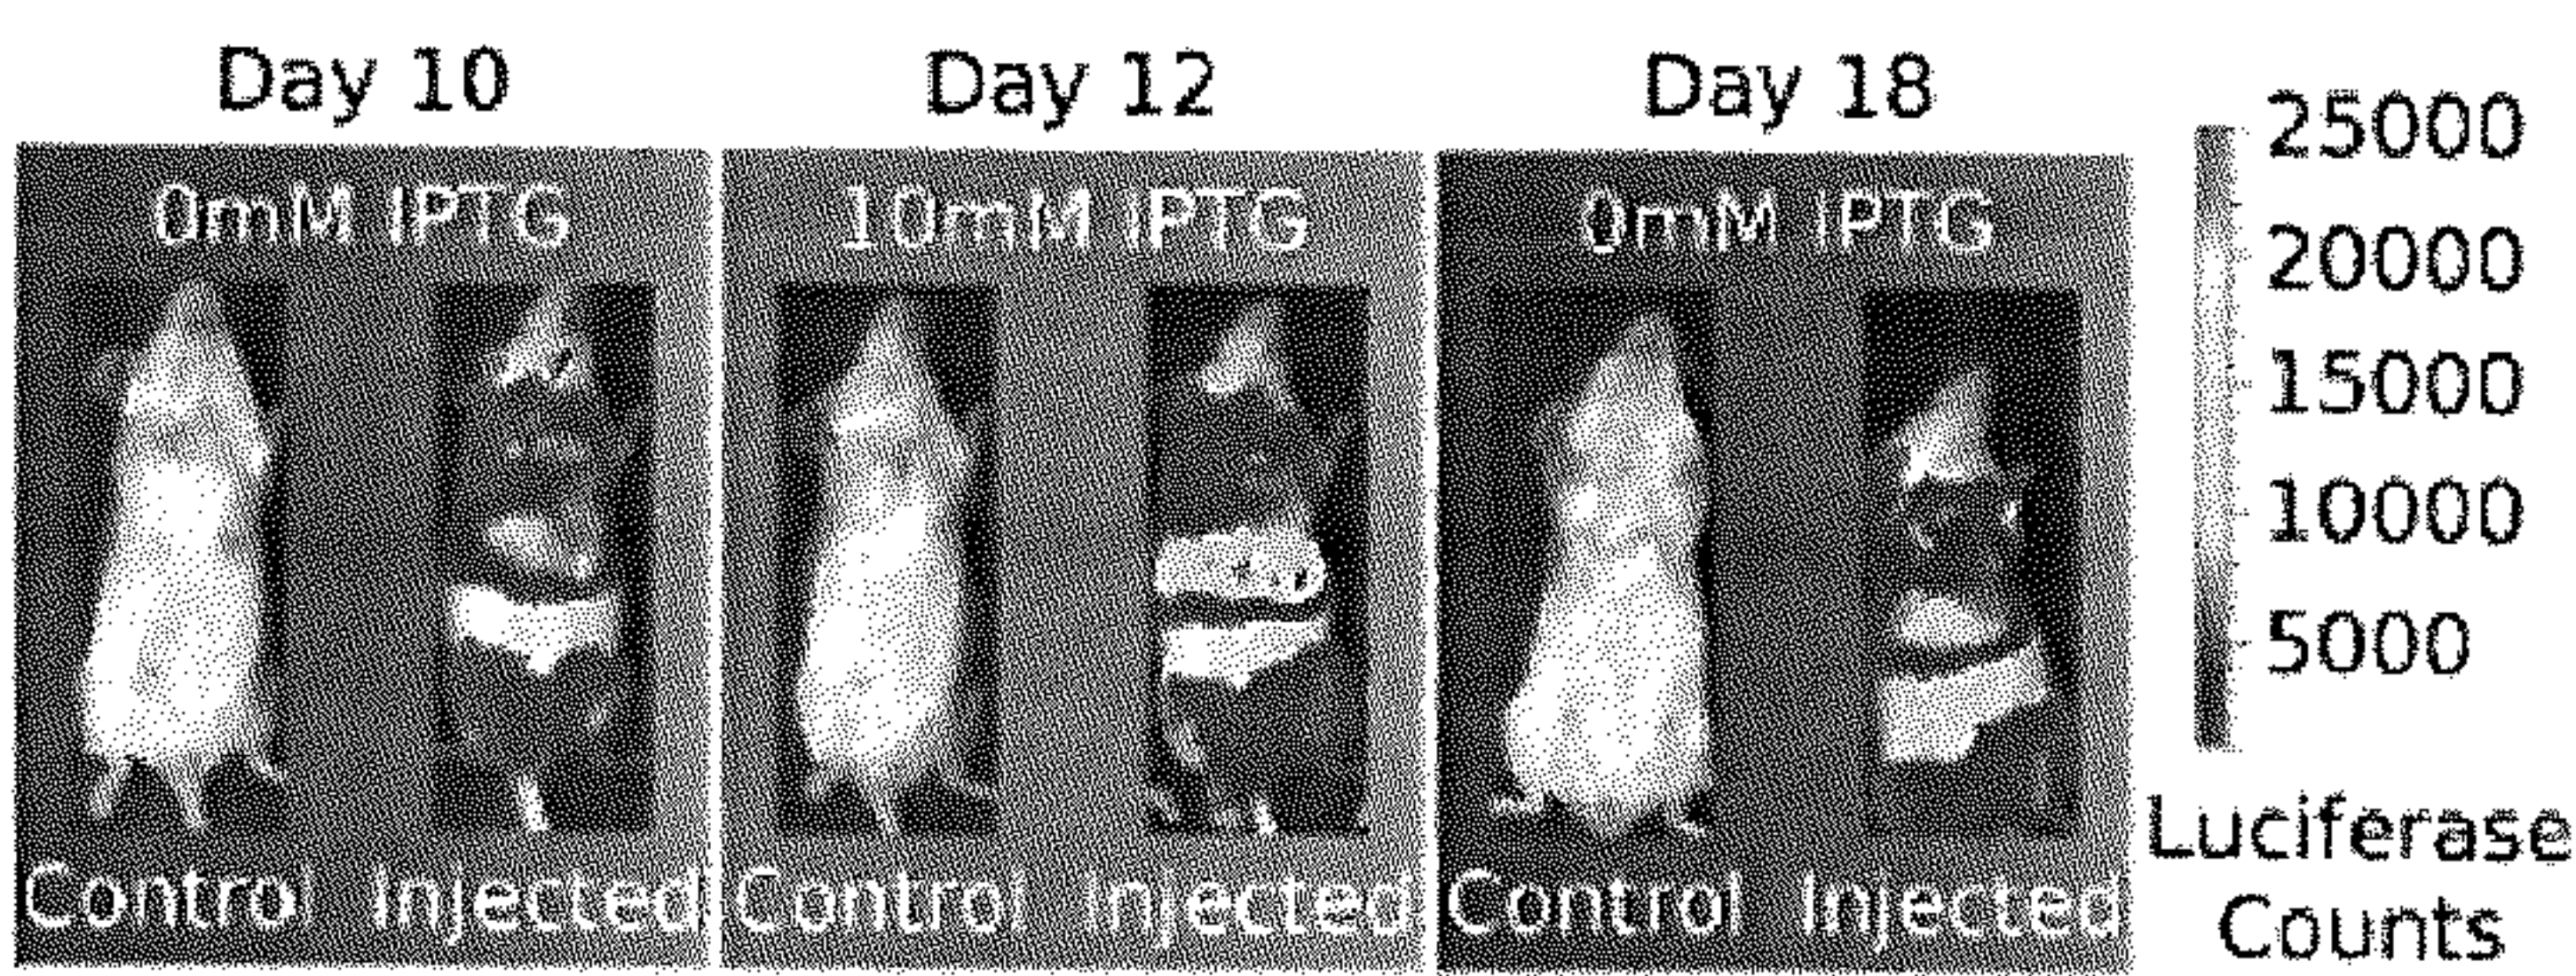 Day 10
Day 12
Day 18
0mM IPTG
10mM IPTG
0mM IPTG
Control Injected
Control Injected
Control Injected
25000
20000
15000
10000
5000
Luciferase
Counts